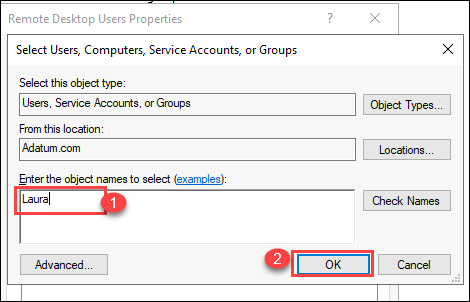 Remote Desktop Users Properties
Select Users, Computers, Service Accounts, or Groups
Select this object type:
Users, Service Accounts, or Groups
Object Types...
From this location:
Adatum.com
Locations...
Enter the object names to select (examples):
Laura
1
Check Names
Advanced...
2
OK
Cancel